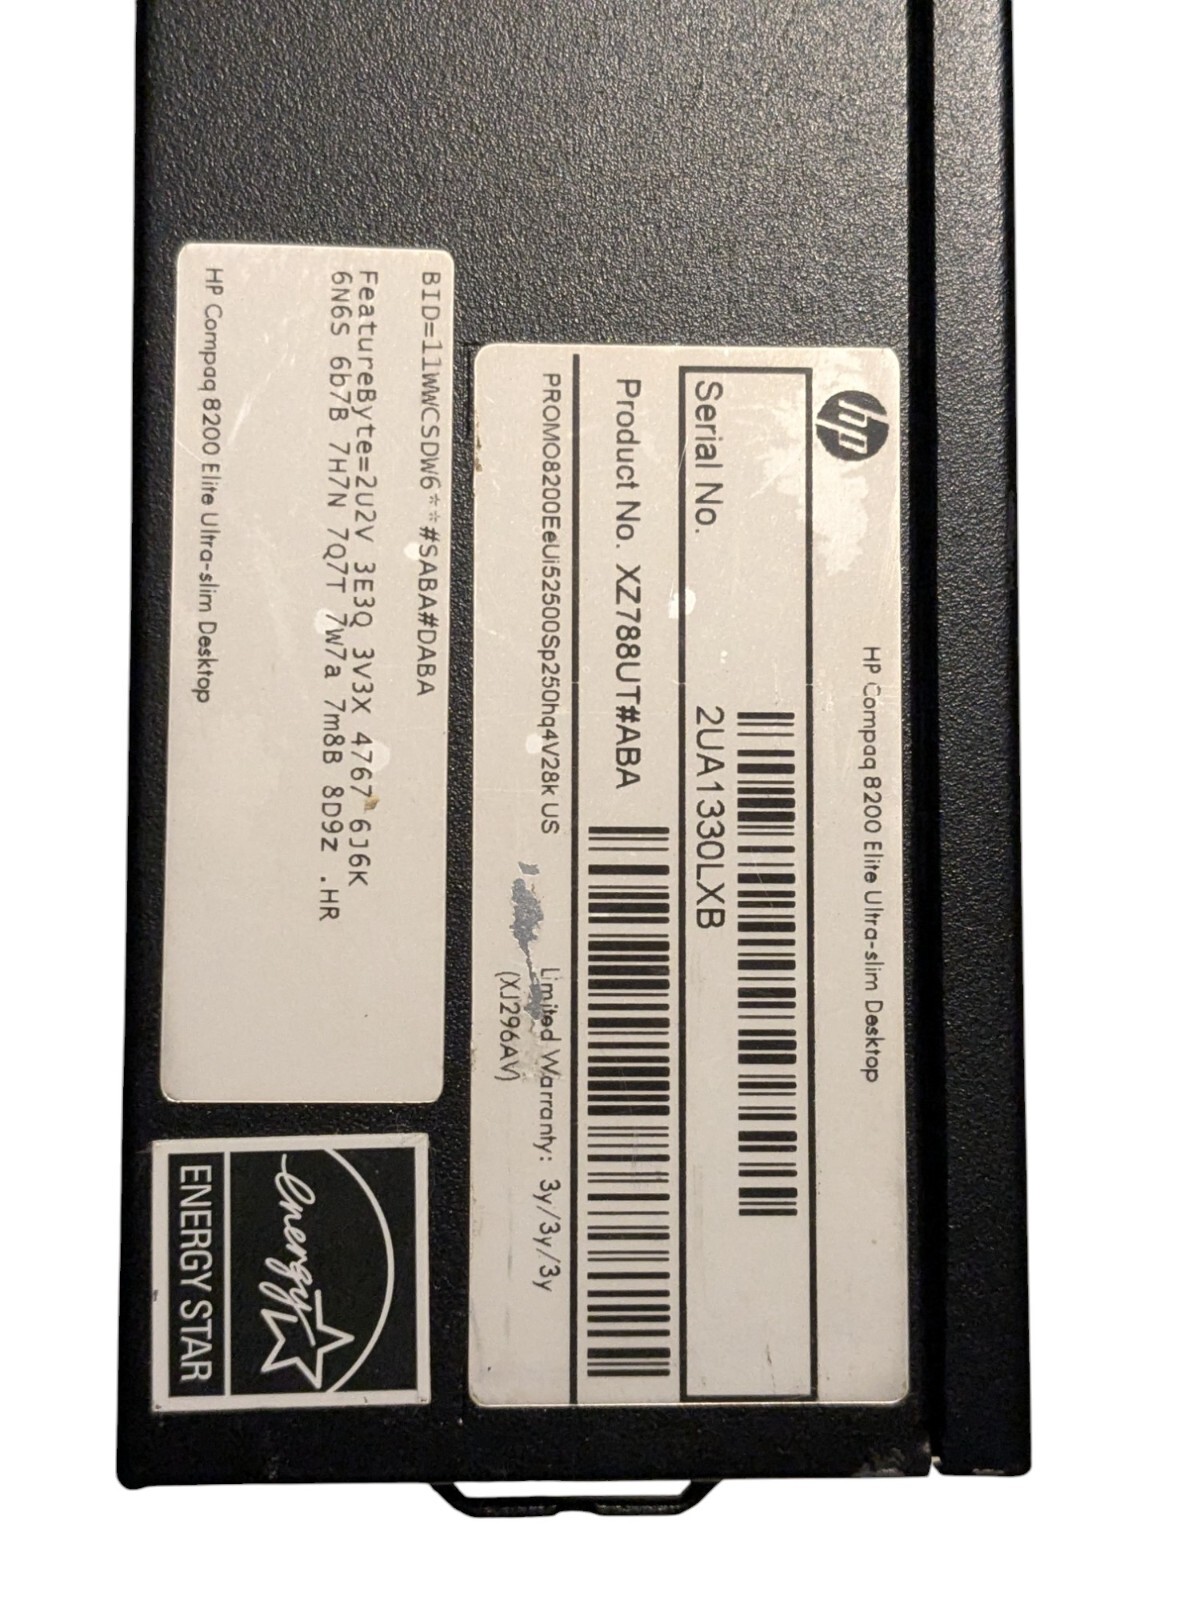 hp
HP Compaq 8200 Elite Ultra-slim Desktop
Serial No.
2UA1330LXB
Product No. XZ788UT#ABA
PROMO8200EeUi52500Sp250hq4V28k US
Limited Warranty: 3y/3y/3y
(XJ296AV)
BID=11WWCSDW6**#SABA#DABA
FeatureByte=2U2V 3E3Q 3V3X 4767 6J6K
6N6S 6b7B 7H7N 7Q7T 7W7a 7m8B 8D9z .HR
HP Compaq 8200 Elite Ultra-slim Desktop
energy
ENERGY STAR